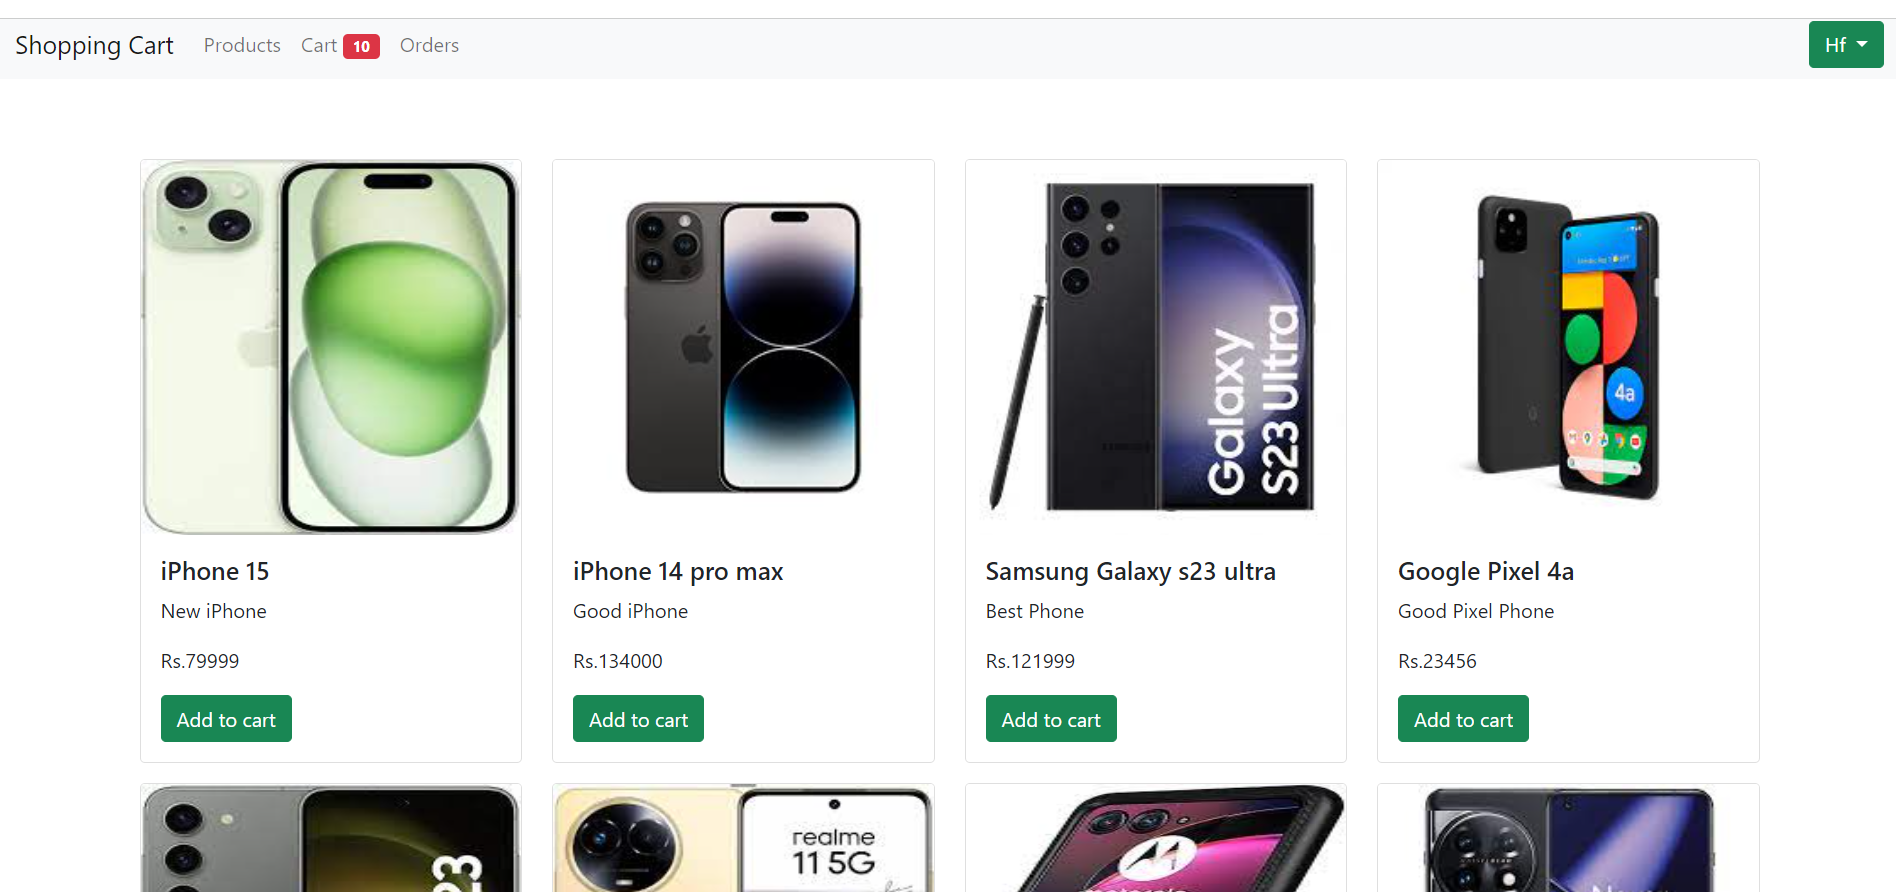 Shopping Cart Products Cart 10 Orders Hf
Galaxy
S23 Ultra
4a
iPhone 15
New iPhone
Rs.79999
Add to cart
iPhone 14 pro max
Good iPhone
Rs.134000
Add to cart
Samsung Galaxy s23 ultra
Best Phone
Rs.121999
Add to cart
Google Pixel 4a
Good Pixel Phone
Rs.23456
Add to cart
23
realme
11 5G